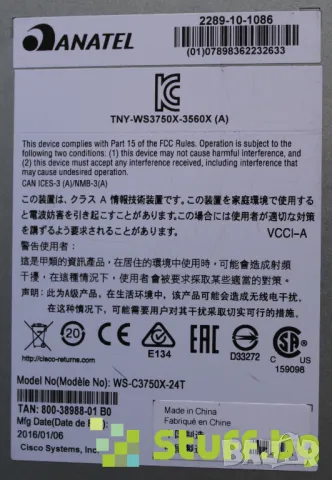 ANATEL
2289-10-1086
(01)07898362232633
TNY-WS3750X-3560X (A)
This device complies with Part 15 of the FCC Rules. Operation is subject to the
following two conditions: (1) this device may not cause harmful interference, and
(2) this device must accept any interference received, including interference that
may cause undesired operation.
CAN ICES-3 (A)/NMB-3(A)
この装置は、クラス A 情報技術装置です。この装置を家庭環境で使用する
と電波妨害を引き起こすことがあります。この場合には使用者が適切な対策
を講ずるよう要求されることがあります。
VCCI-A
警告使用者:
這是甲類的資訊產品，在居住的環境中使用時，可能會造成射頻
干擾，在這種情況下，使用者會被要求採取某些適當的對策。
声明: 此为A级产品，在生活环境中，该产品可能会造成无线电干扰。
在这种情况下，可能需要用户对其干扰采取切实可行的措施。
20
E134
D33272
159098
http://cisco-returns.com
Model No(Modèle No): WS-C3750X-24T
TAN: 800-38988-01 B0
Mfg Date(Date de Fab):
2016/01/06
Cisco Systems, Inc.
Made in China
Fabriqué en Chine
Stuff.bg
bazar